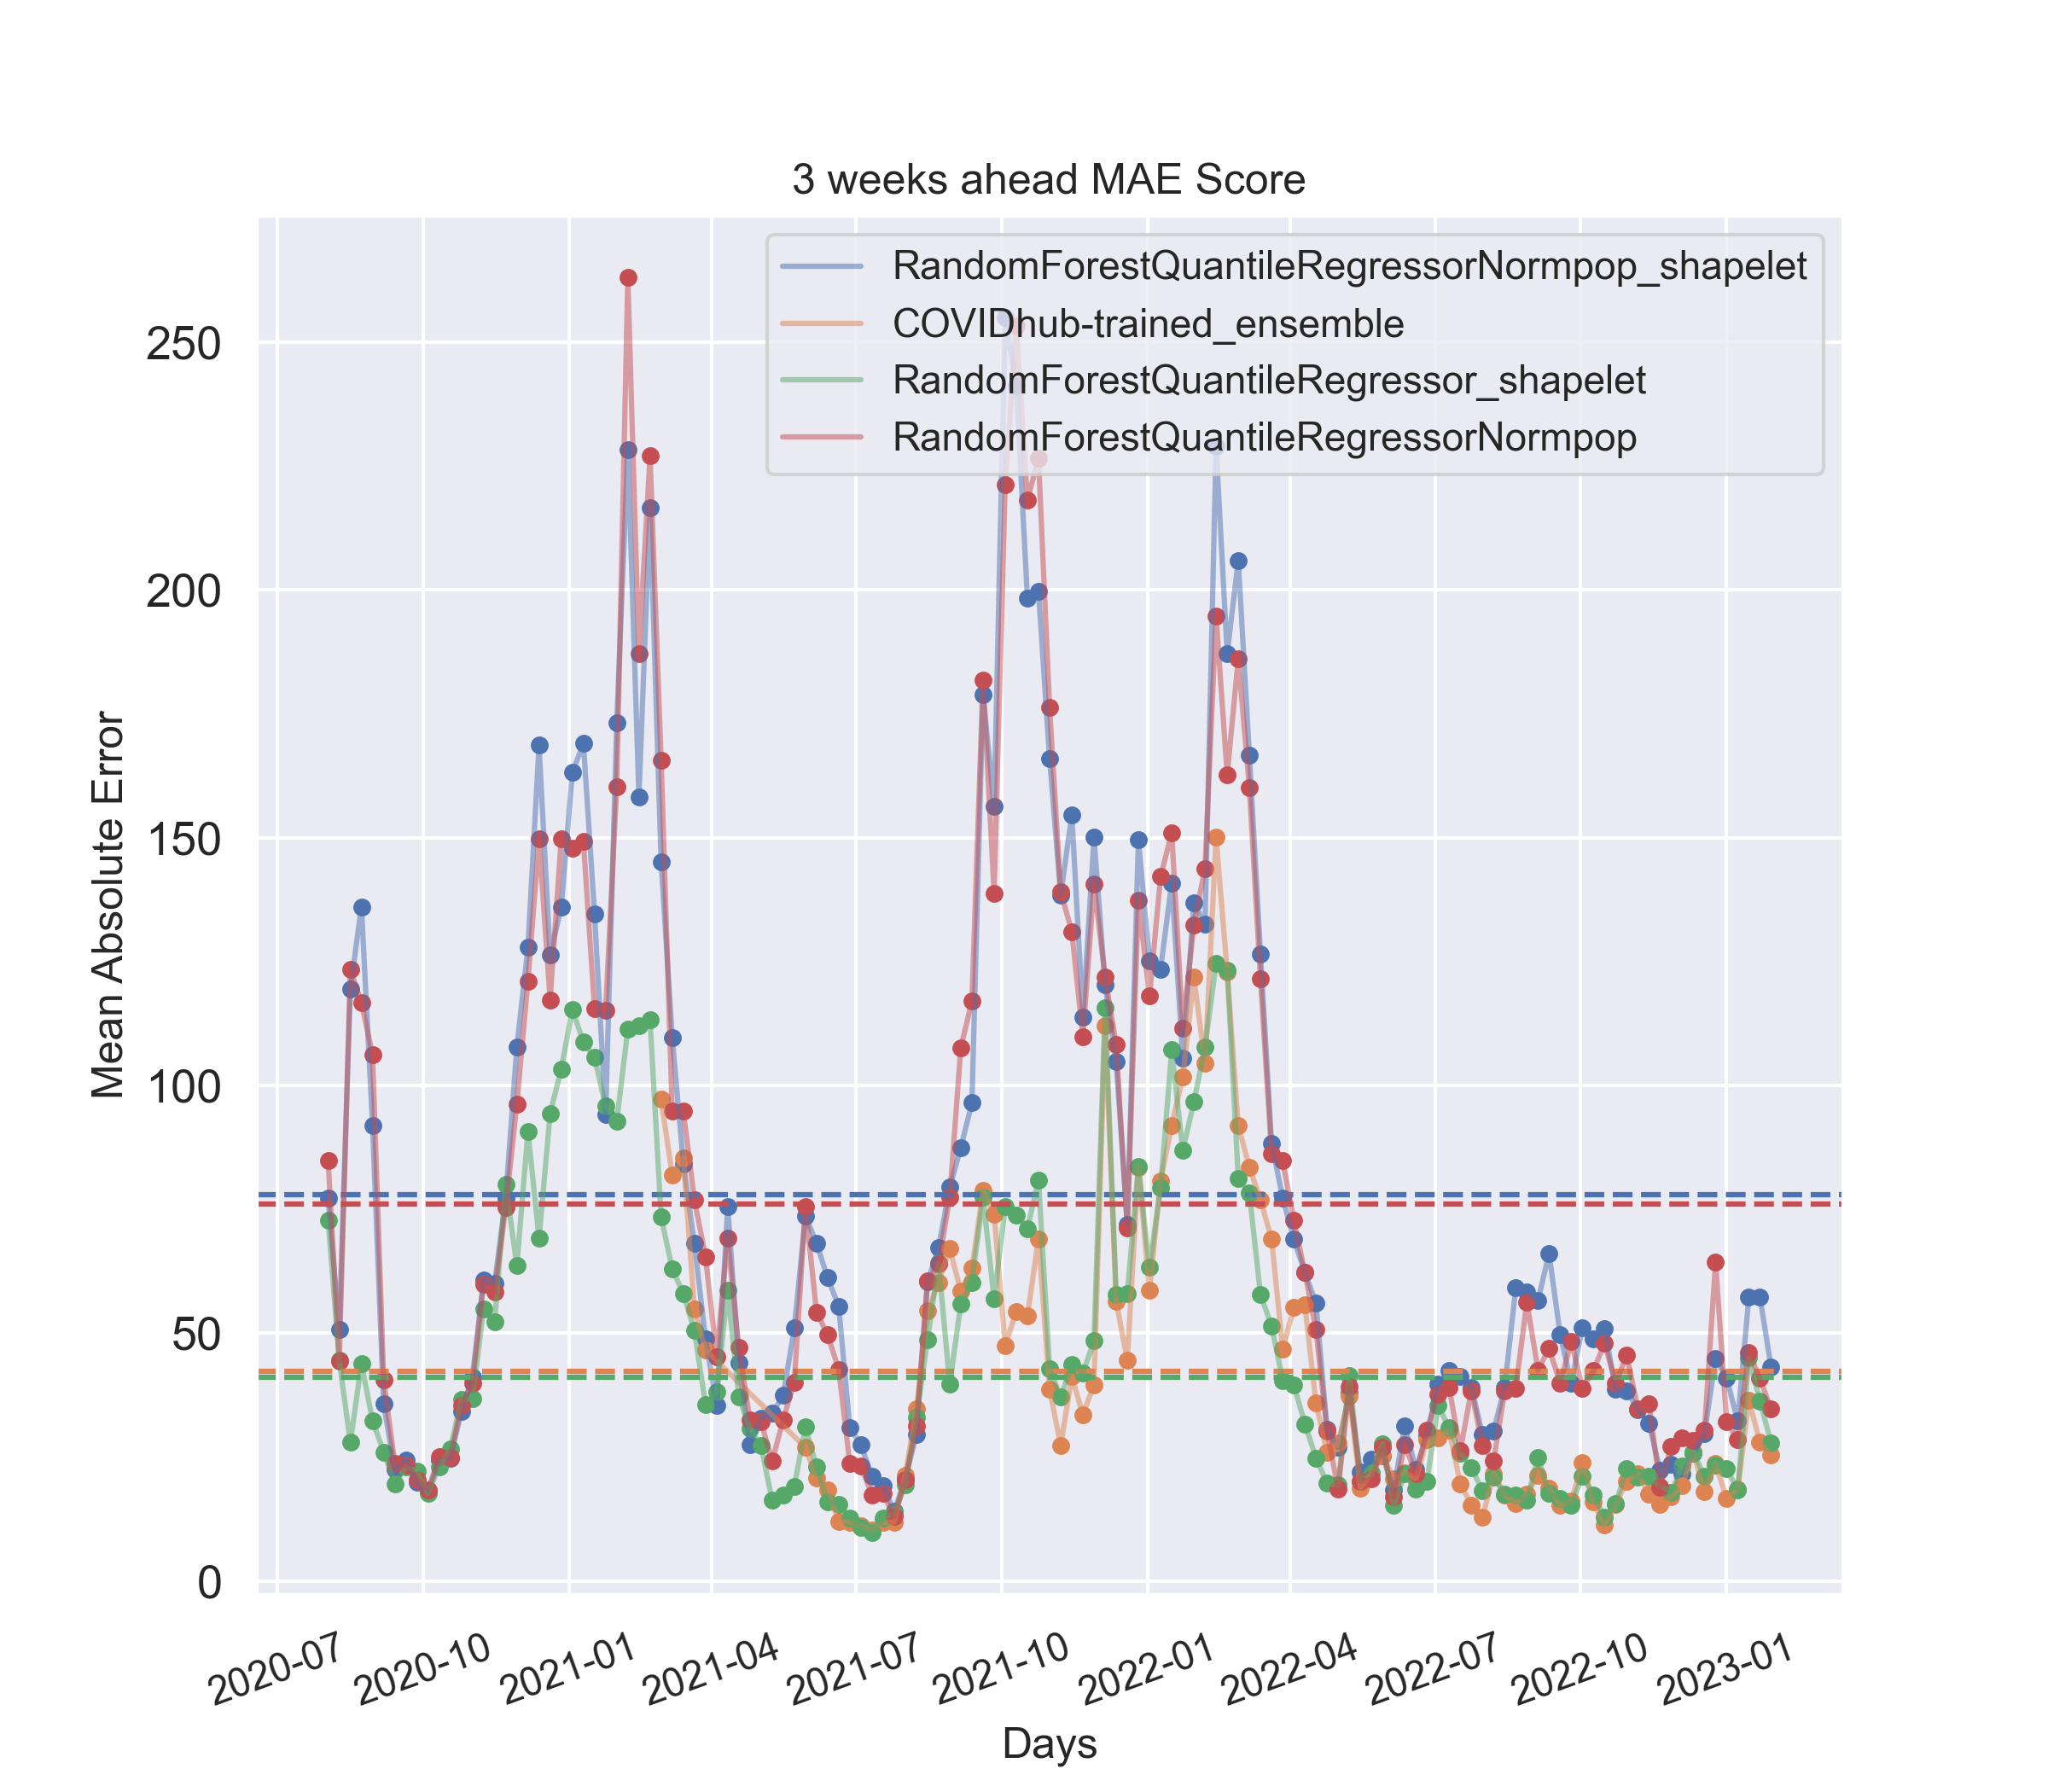 3 weeks ahead MAE Score
RandomForestQuantileRegressorNormpop_shapelet
COVIDhub-trained_ensemble
RandomForestQuantileRegressor_shapelet
RandomForestQuantileRegressorNormpop
Mean Absolute Error
250
200
150
100
50
0
2020-07
2020-10
2021-01
2021-04
2021-07
2021-10
2022-01
2022-04
2022-07
2022-10
2023-01
Days